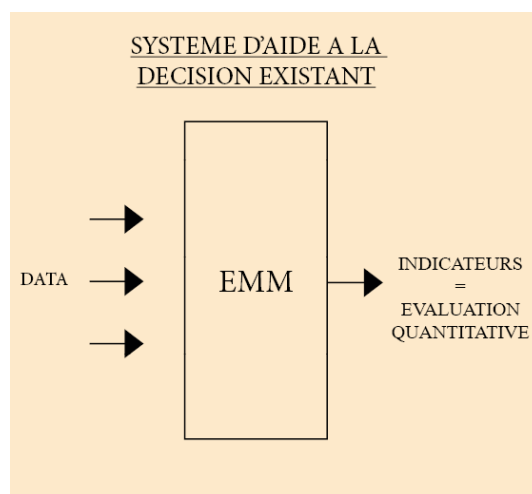 SYSTEME D'AIDE A LA
DECISION EXISTANT
DATA
EMM
INDICATEURS
=
EVALUATION
QUANTITATIVE